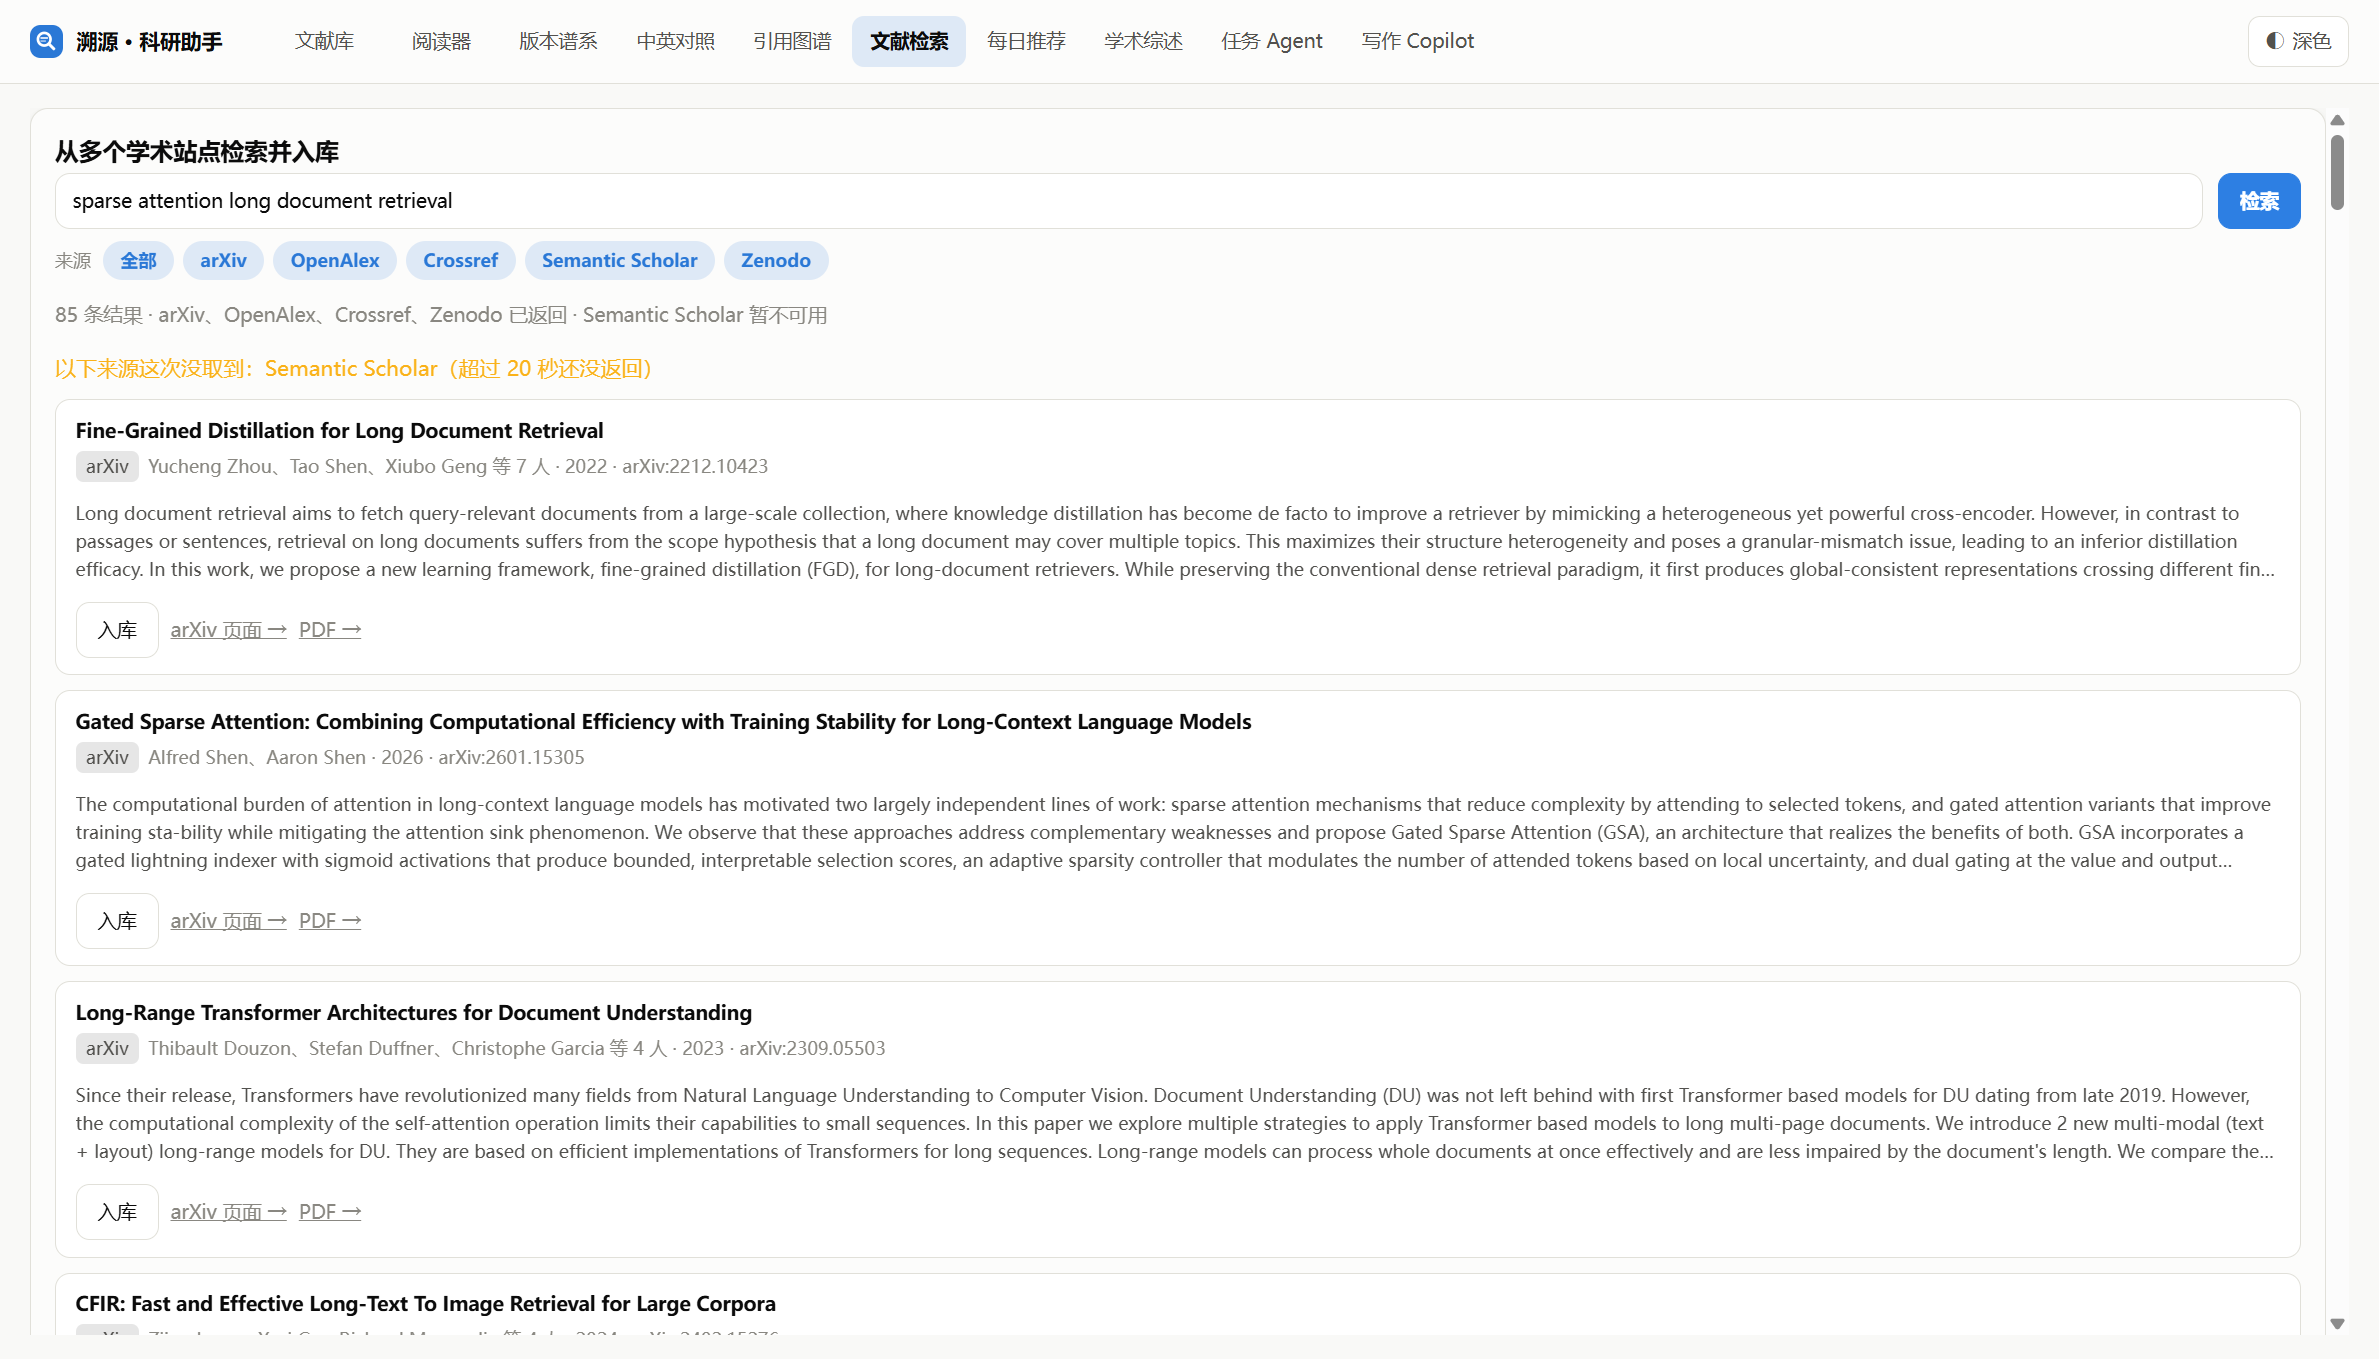 溯源·科研助手 文献库 阅读器 版本谱系 中英对照 引用图谱 文献检索 每日推荐 学术综述 任务 Agent 写作 Copilot 深色
从多个学术站点检索并入库
sparse attention long document retrieval 检索
来源 全部 arXiv OpenAlex Crossref Semantic Scholar Zenodo
85 条结果 · arXiv、OpenAlex、Crossref、Zenodo 已返回 · Semantic Scholar 暂不可用
以下来源这次没取到：Semantic Scholar（超过 20 秒还没返回）
Fine-Grained Distillation for Long Document Retrieval
arXiv Yucheng Zhou、Tao Shen、Xiubo Geng 等 7 人 · 2022 · arXiv:2212.10423
Long document retrieval aims to fetch query-relevant documents from a large-scale collection, where knowledge distillation has become de facto to improve a retriever by mimicking a heterogeneous yet powerful cross-encoder. However, in contrast to
passages or sentences, retrieval on long documents suffers from the scope hypothesis that a long document may cover multiple topics. This maximizes their structure heterogeneity and poses a granular-mismatch issue, leading to an inferior distillation
efficacy. In this work, we propose a new learning framework, fine-grained distillation (FGD), for long-document retrievers. While preserving the conventional dense retrieval paradigm, it first produces global-consistent representations crossing different fin...
入库 arXiv 页面 → PDF →
Gated Sparse Attention: Combining Computational Efficiency with Training Stability for Long-Context Language Models
arXiv Alfred Shen、Aaron Shen · 2026 · arXiv:2601.15305
The computational burden of attention in long-context language models has motivated two largely independent lines of work: sparse attention mechanisms that reduce complexity by attending to selected tokens, and gated attention variants that improve
training sta-bility while mitigating the attention sink phenomenon. We observe that these approaches address complementary weaknesses and propose Gated Sparse Attention (GSA), an architecture that realizes the benefits of both. GSA incorporates a
gated lightning indexer with sigmoid activations that produce bounded, interpretable selection scores, an adaptive sparsity controller that modulates the number of attended tokens based on local uncertainty, and dual gating at the value and output...
入库 arXiv 页面 → PDF →
Long-Range Transformer Architectures for Document Understanding
arXiv Thibault Douzon、Stefan Duffner、Christophe Garcia 等 4 人 · 2023 · arXiv:2309.05503
Since their release, Transformers have revolutionized many fields from Natural Language Understanding to Computer Vision. Document Understanding (DU) was not left behind with first Transformer based models for DU dating from late 2019. However,
the computational complexity of the self-attention operation limits their capabilities to small sequences. In this paper we explore multiple strategies to apply Transformer based models to long multi-page documents. We introduce 2 new multi-modal (text
+ layout) long-range models for DU. They are based on efficient implementations of Transformers for long sequences. Long-range models can process whole documents at once effectively and are less impaired by the document's length. We compare the...
入库 arXiv 页面 → PDF →
CFIR: Fast and Effective Long-Text To Image Retrieval for Large Corpora